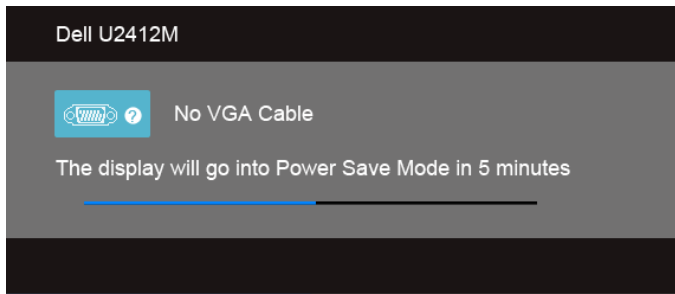 Dell U2412M
No VGA Cable
The display will go into Power Save Mode in 5 minutes